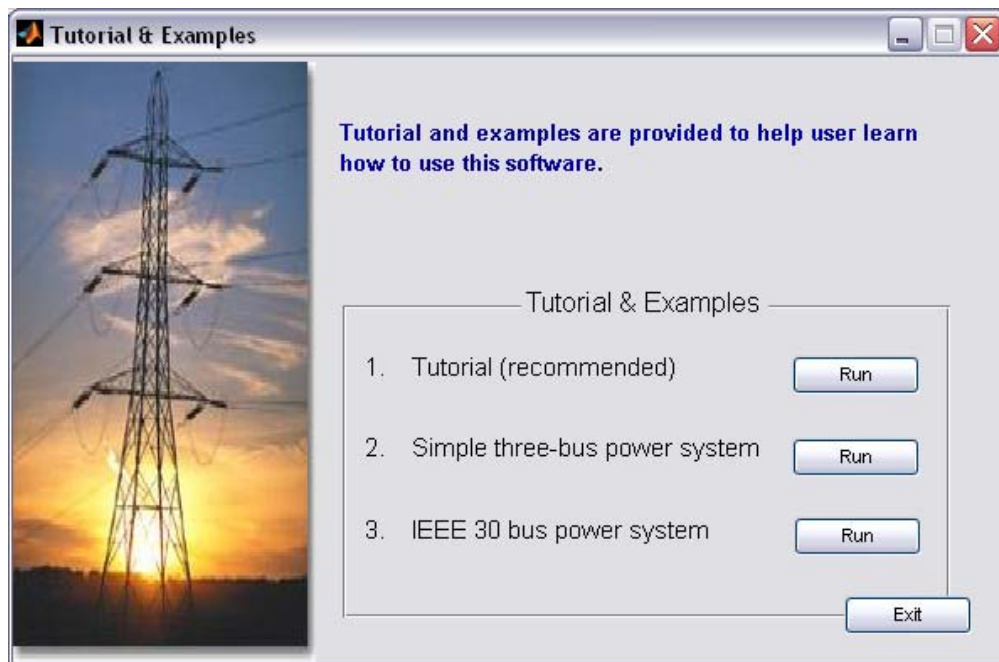 Tutorial & Examples
Tutorial and examples are provided to help user learn
how to use this software.
Tutorial & Examples
1. Tutorial (recommended) Run
2. Simple three-bus power system Run
3. IEEE 30 bus power system Run
Exit